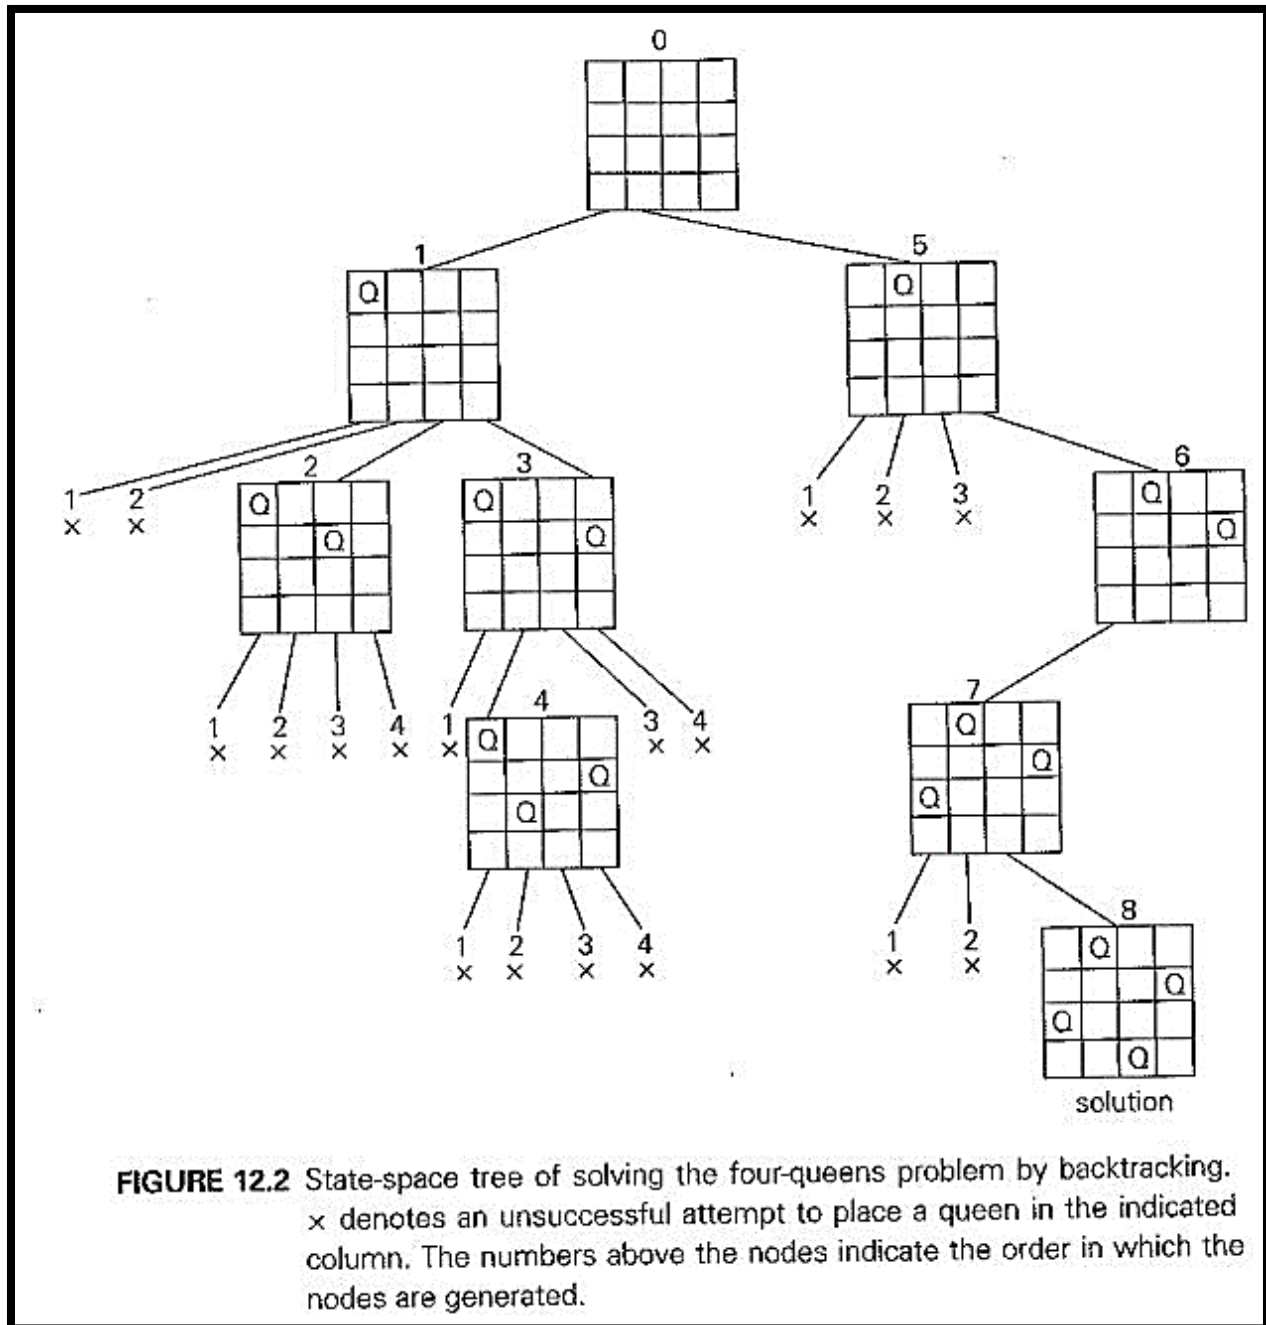 0
1
5
Q
Q
1
2
2
3
1
2
3
6
×
×
Q
Q
×
×
×
Q
Q
Q
Q
1
2
3
4
1
4
3
4
7
×
×
×
×
×
Q
×
×
Q
Q
Q
Q
Q
1
2
3
4
1
2
8
×
×
×
×
×
×
Q
Q
Q
Q
solution
FIGURE 12.2 State-space tree of solving the four-queens problem by backtracking.
× denotes an unsuccessful attempt to place a queen in the indicated
column. The numbers above the nodes indicate the order in which the
nodes are generated.